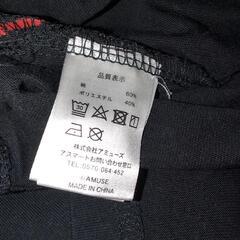 品質表示
綿 60%
ポリエステル 40%
30
株式会社アミューズ
アスマートお問い合わせ窓口
TEL: 0570-064-452
©AMUSE
MADE IN CHINA